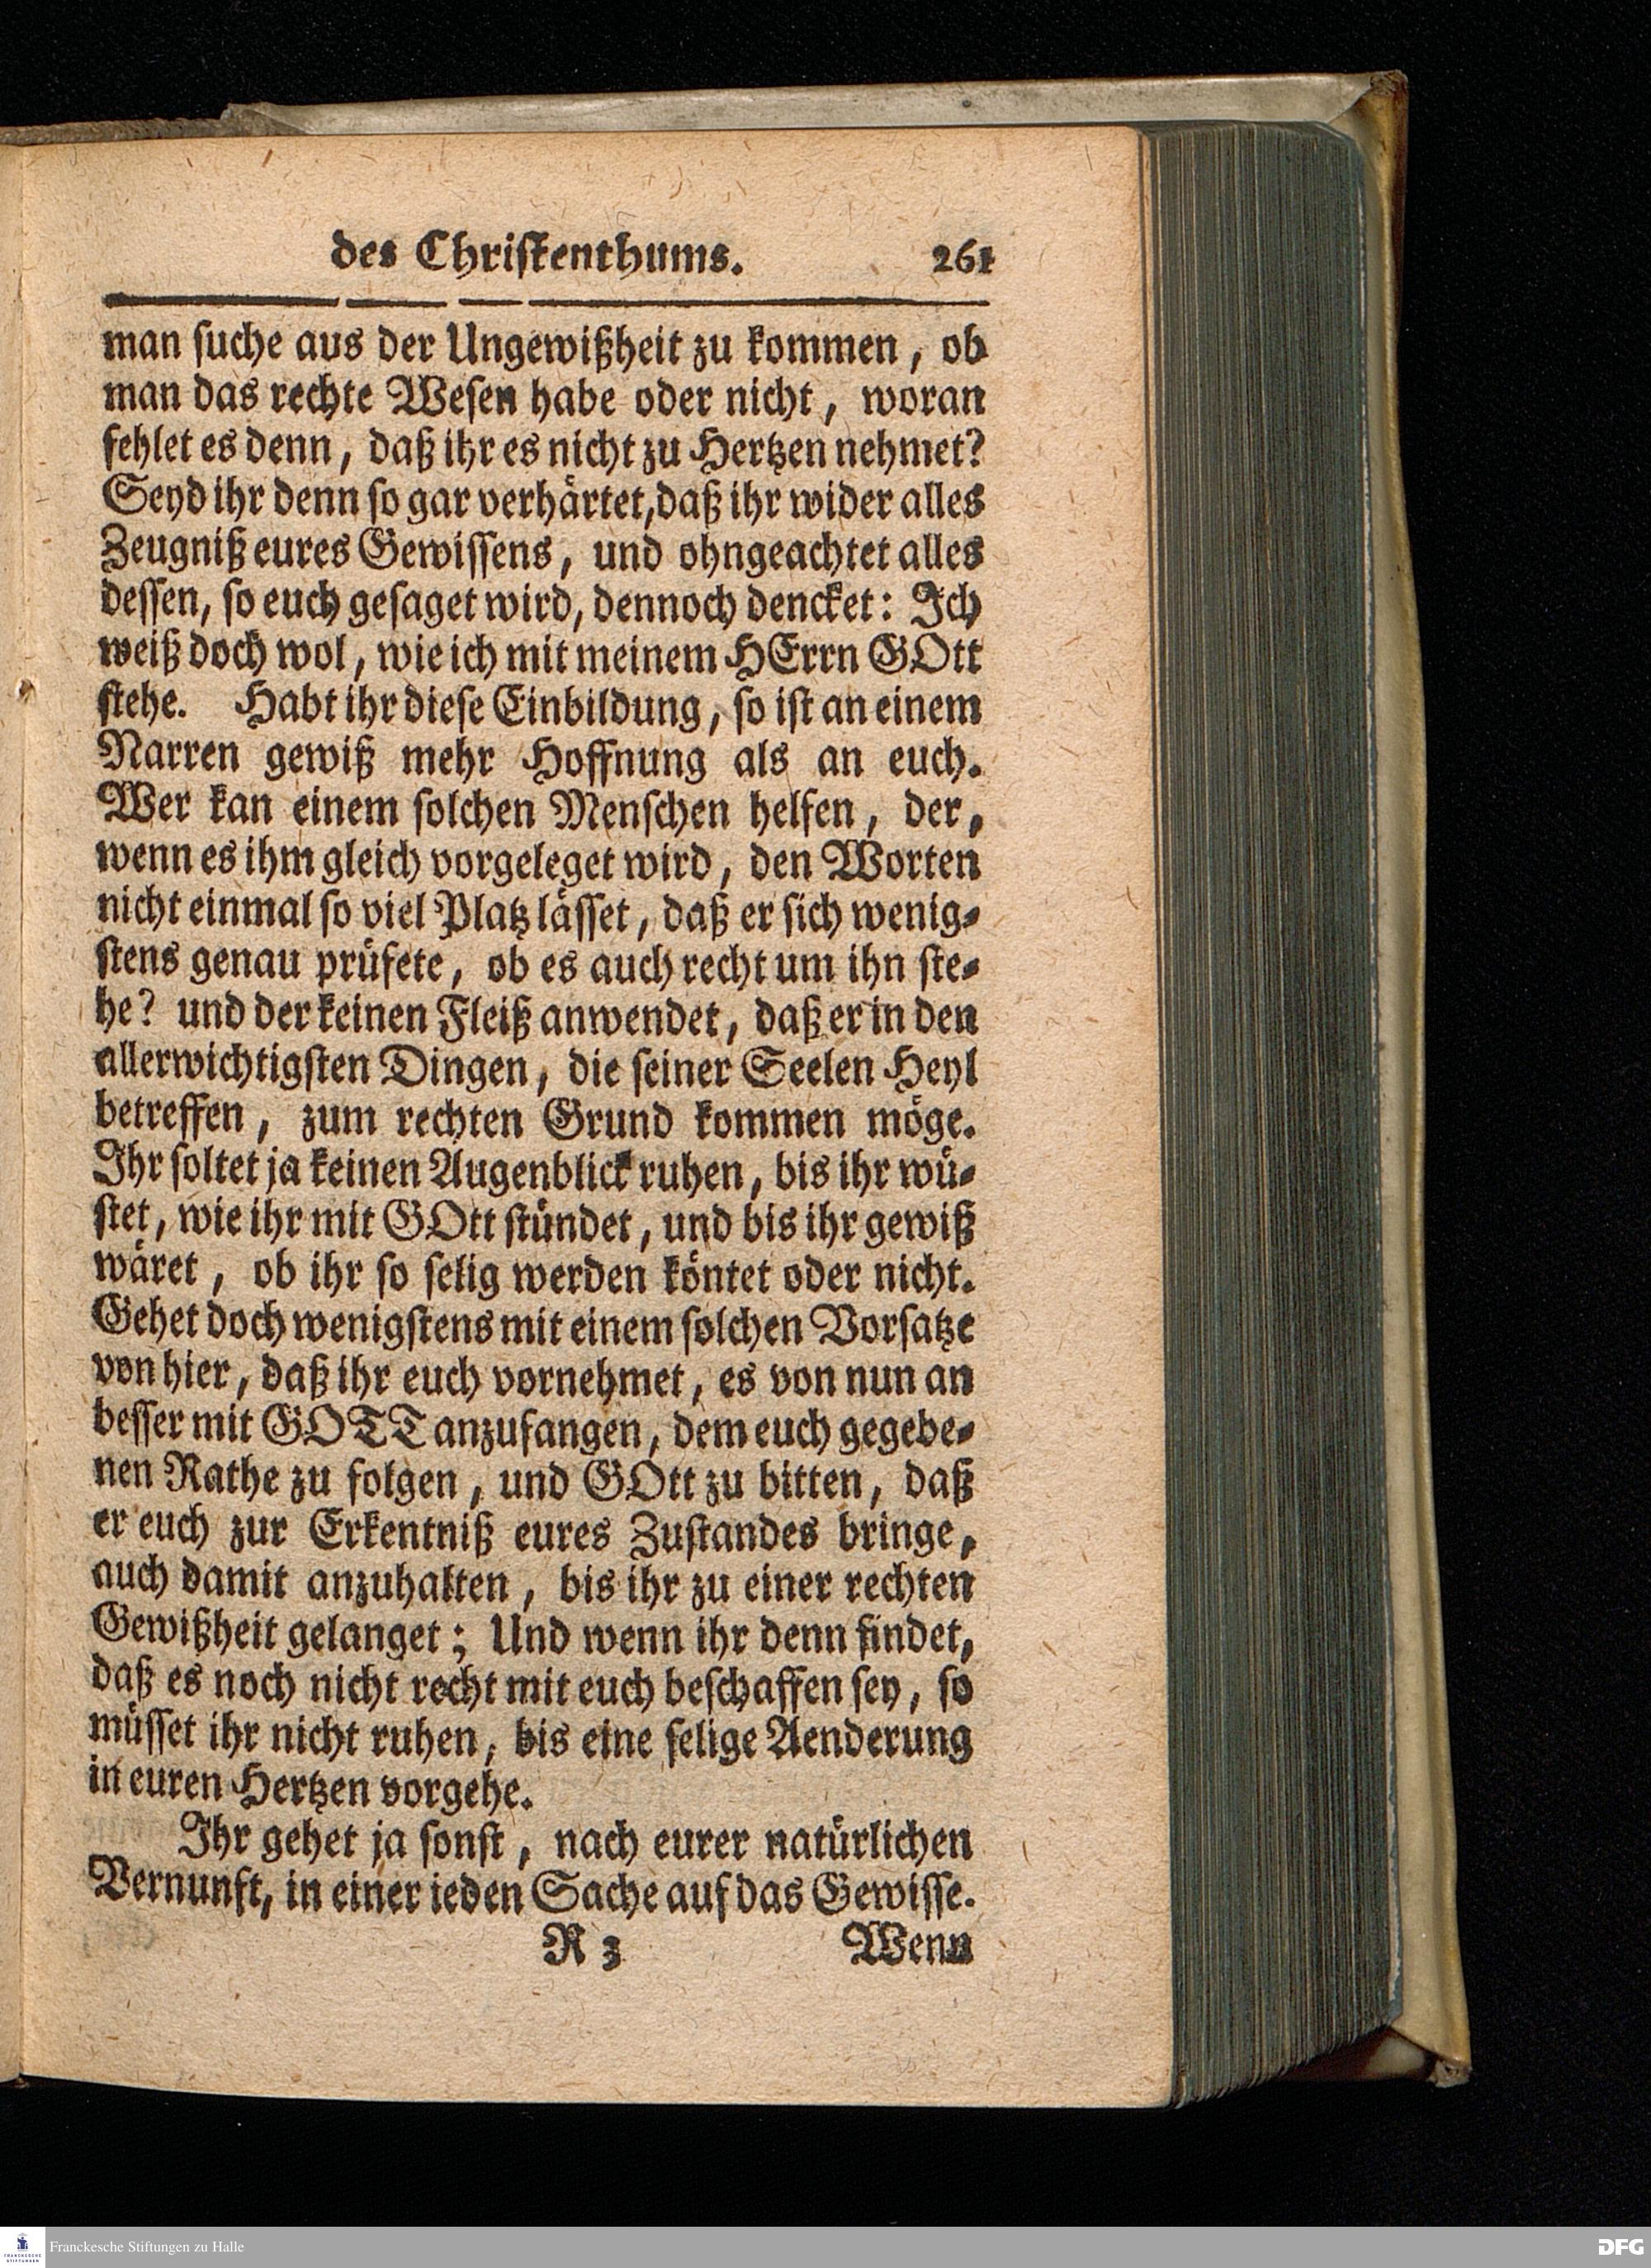 des Christenthums. 261
man suche aus der Ungewißheit zu kommen, ob
man das rechte Wesen habe oder nicht, woran
fehlet es denn, daß ihr es nicht zu Hertzen nehmet?
Seyd ihr denn so gar verhärtet, daß ihr wider alles
Zeugniß eures Gewissens, und ohngeachtet alles
dessen, so euch gesaget wird, dennoch dencket: Ich
weiß doch wol, wie ich mit meinem HErrn GOtt
stehe. Habt ihr diese Einbildung, so ist an einem
Narren gewiß mehr Hoffnung als an euch.
Wer kan einem solchen Menschen helfen, der,
wenn es ihm gleich vorgeleget wird, den Worten
nicht einmal so viel Platz lässet, daß er sich wenig-
stens genau prüfete, ob es auch recht um ihn ste-
he? und der keinen Fleiß anwendet, daß er in den
allerwichtigsten Dingen, die seiner Seelen Heyl
betreffen, zum rechten Grund kommen möge.
Ihr soltet ja keinen Augenblick ruhen, bis ihr wü-
stet, wie ihr mit GOtt stündet, und bis ihr gewiß
wäret, ob ihr so selig werden köntet oder nicht.
Gehet doch wenigstens mit einem solchen Vorsatze
von hier, daß ihr euch vornehmet, es von nun an
besser mit GOTT anzufangen, dem euch gegebe-
nen Rathe zu folgen, und GOtt zu bitten, daß
er euch zur Erkentniß eures Zustandes bringe,
auch damit anzuhalten, bis ihr zu einer rechten
Gewißheit gelanget; Und wenn ihr denn findet,
daß es noch nicht recht mit euch beschaffen sey, so
müsset ihr nicht ruhen, bis eine selige Aenderung
in euren Hertzen vorgehe.
Ihr gehet ja sonst, nach eurer natürlichen
Vernunft, in einer ieden Sache auf das Gewisse.
R 3 Wenn
FRANCKESCHE STIFTUNGEN
Franckesche Stiftungen zu Halle
DFG